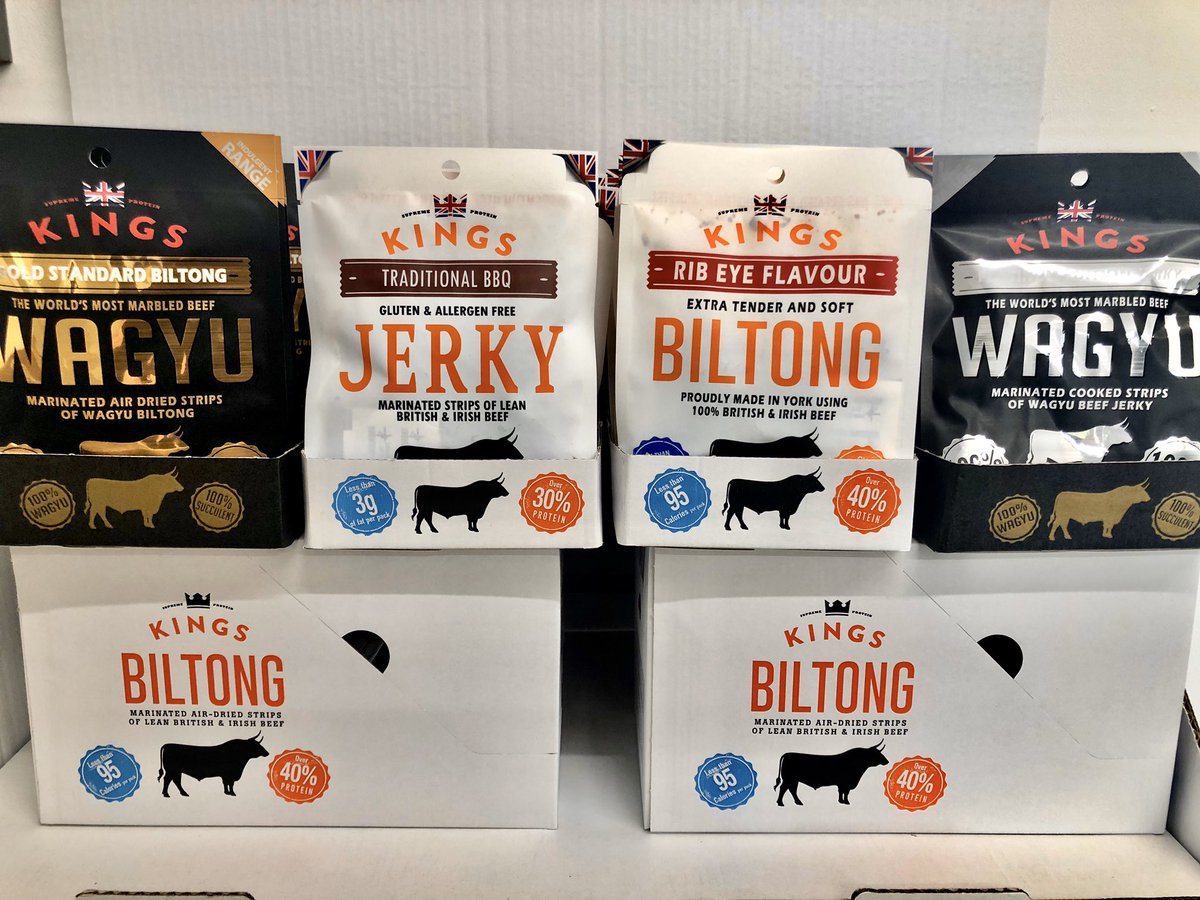 INDULGENT
RANGE
SUPREME PROTEIN
KINGS
GOLD STANDARD BILTONG
THE WORLD'S MOST MARBLED BEEF
WAGYU
MARINATED AIR DRIED STRIPS
OF WAGYU BILTONG
100%
WAGYU
100%
SUCCULENT
SUPREME PROTEIN
KINGS
TRADITIONAL BBQ
GLUTEN & ALLERGEN FREE
JERKY
MARINATED STRIPS OF LEAN
BRITISH & IRISH BEEF
Less than
3g
of fat per pack
Over
30%
PROTEIN
SUPREME PROTEIN
KINGS
RIB EYE FLAVOUR
EXTRA TENDER AND SOFT
BILTONG
PROUDLY MADE IN YORK USING
100% BRITISH & IRISH BEEF
Less than
95
Calories per pack
Over
40%
PROTEIN
SUPREME PROTEIN
KINGS
THE WORLD'S MOST MARBLED BEEF
WAGYU
MARINATED COOKED STRIPS
OF WAGYU BEEF JERKY
100%
WAGYU
100%
SUCCULENT
SUPREME PROTEIN
KINGS
BILTONG
MARINATED AIR-DRIED STRIPS
OF LEAN BRITISH & IRISH BEEF
Less than
95
Calories per pack
Over
40%
PROTEIN
SUPREME PROTEIN
KINGS
BILTONG
MARINATED AIR-DRIED STRIPS
OF LEAN BRITISH & IRISH BEEF
Less than
95
Calories per pack
Over
40%
PROTEIN